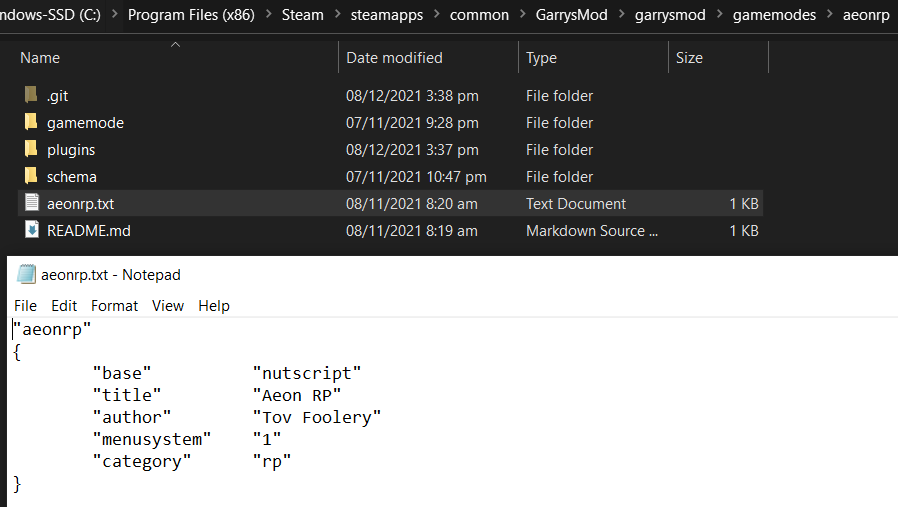 ndows-SSD (C:) > Program Files (x86) > Steam > steamapps > common > GarrysMod > garrysmod > gamemodes > aeonrp
Name Date modified Type Size
.git 08/12/2021 3:38 pm File folder
gamemode 07/11/2021 9:28 pm File folder
plugins 08/12/2021 3:37 pm File folder
schema 07/11/2021 10:47 pm File folder
aeonrp.txt 08/11/2021 8:20 am Text Document 1 KB
README.md 08/11/2021 8:19 am Markdown Source ... 1 KB
aeonrp.txt - Notepad
File Edit Format View Help
"aeonrp"
{
"base" "nutscript"
"title" "Aeon RP"
"author" "Tov Foolery"
"menusystem" "1"
"category" "rp"
}